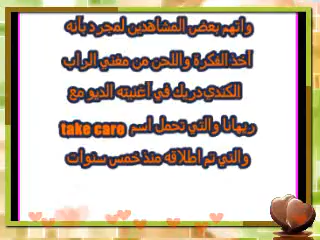 واتهم بعض المشاهدين لمجرد بأنه
أخذ الفكرة واللحن من مغني الراب
الكندي دريك في أغنيته الديو مع
ريهانا والتي تحمل اسم take care
والتي تم اطلاقه منذ خمس سنوات